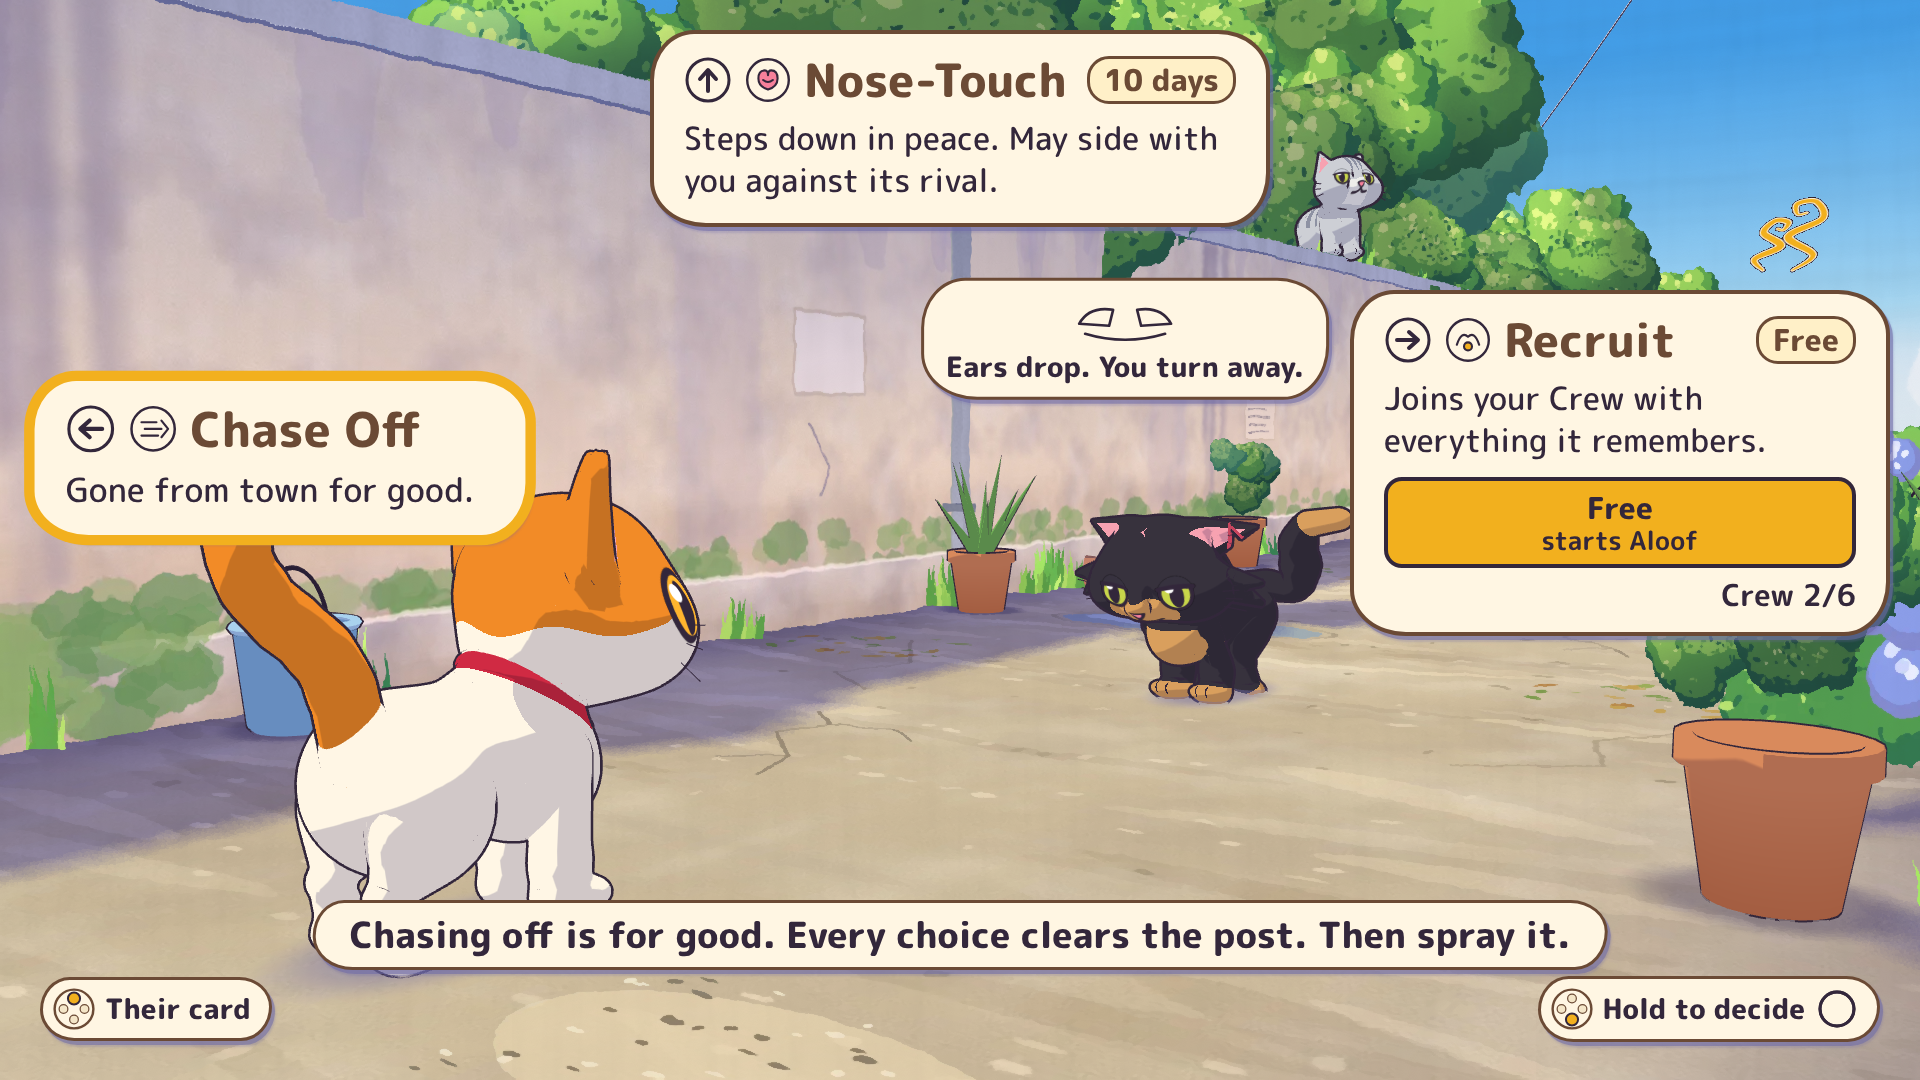 Nose-Touch
10 days
Steps down in peace. May side with
you against its rival.
Ears drop. You turn away.
Recruit
Free
Joins your Crew with
everything it remembers.
Free
starts Aloof
Crew 2/6
Chase Off
Gone from town for good.
Chasing off is for good. Every choice clears the post. Then spray it.
Their card
Hold to decide